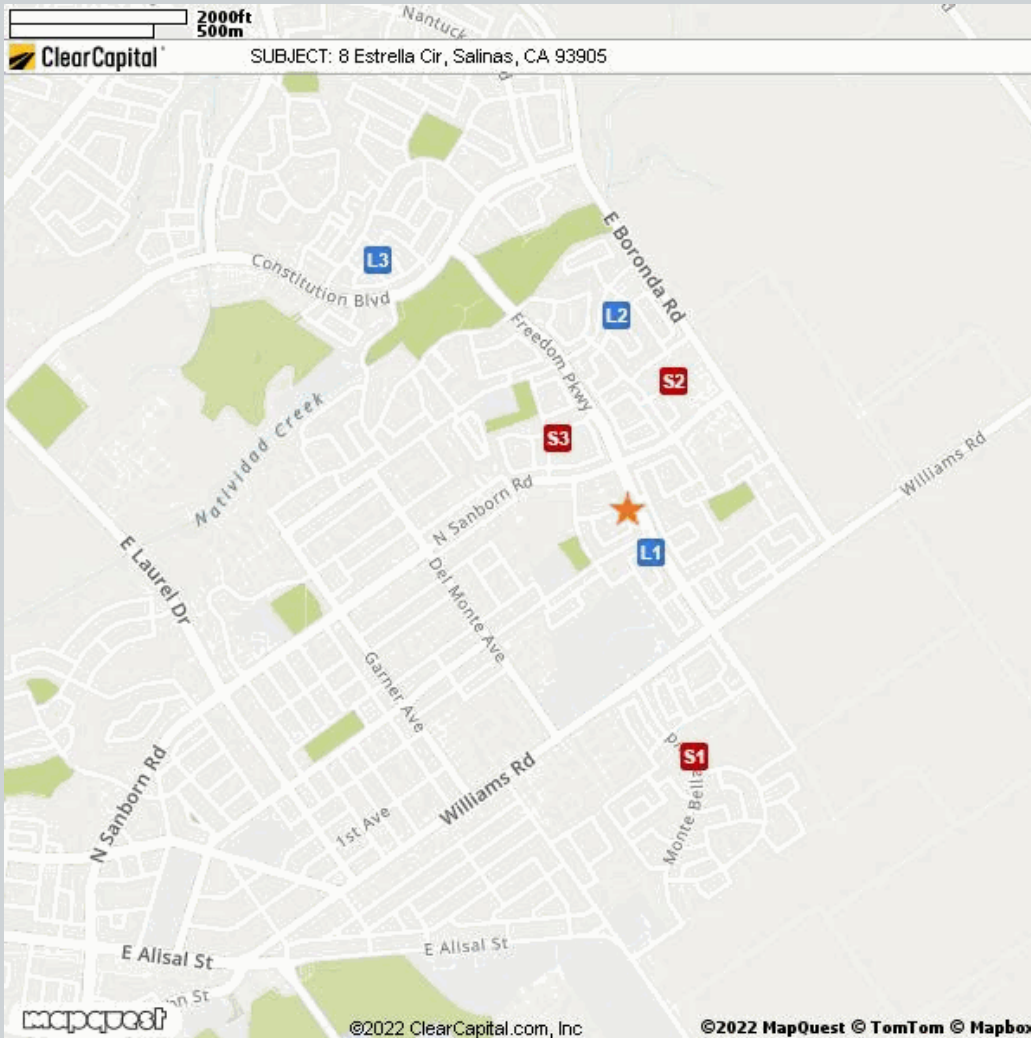 2000ft
500m
Nantuck
ClearCapital
SUBJECT: 8 Estrella Cir, Salinas, CA 93905
E Boronda Rd
L3
Constitution Blvd
L2
Freedom Pkwy
S2
Natividad Creek
S3
Williams Rd
N Sanborn Rd
L1
E Laurel Dr
Del Monte Ave
Garner Ave
S1
Monte Bella
Williams Rd
N Sanborn Rd
1st Ave
E Alisal St
E Alisal St
St
mapquest
©2022 ClearCapital.com, Inc
©2022 MapQuest © TomTom © Mapbox